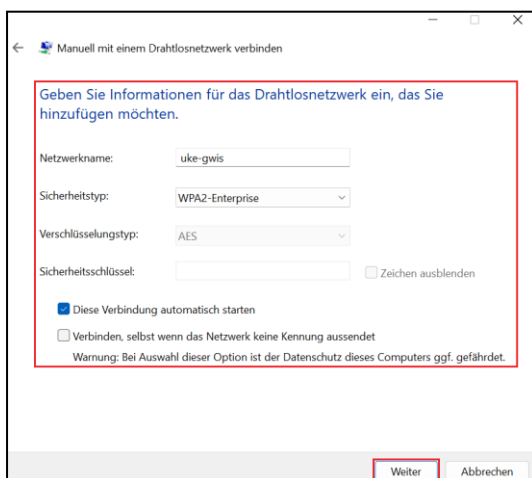 Manuell mit einem Drahtlosnetzwerk verbinden
Geben Sie Informationen für das Drahtlosnetzwerk ein, das Sie
hinzufügen möchten.
Netzwerkname: uke-gwis
Sicherheitstyp: WPA2-Enterprise
Verschlüsselungstyp: AES
Sicherheitsschlüssel: Zeichen ausblenden
Diese Verbindung automatisch starten
Verbinden, selbst wenn das Netzwerk keine Kennung aussendet
Warnung: Bei Auswahl dieser Option ist der Datenschutz dieses Computers ggf. gefährdet.
Weiter Abbrechen